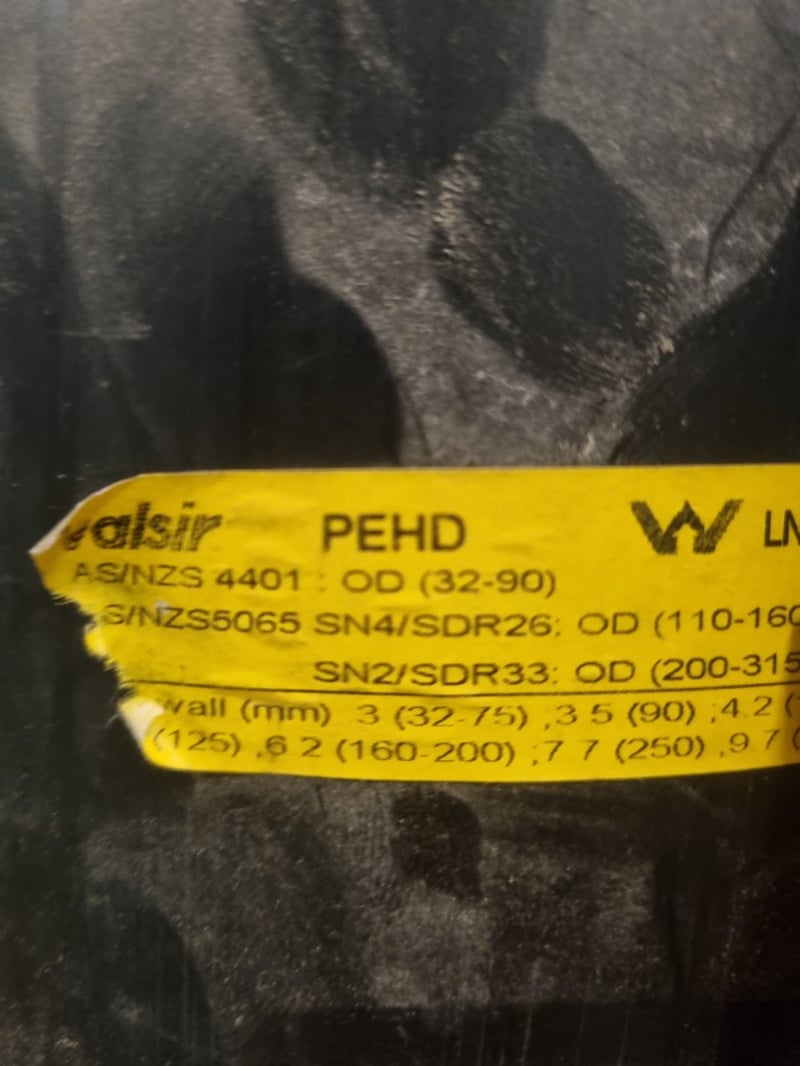 valsir PEHD LN
AS/NZS 4401 : OD (32-90)
S/NZS5065 SN4/SDR26: OD (110-160
SN2/SDR33: OD (200-315
wall (mm) 3 (32-75) ,3 5 (90) ;4.2 (
(125) ,6 2 (160-200) ;7 7 (250) ,9 7 (